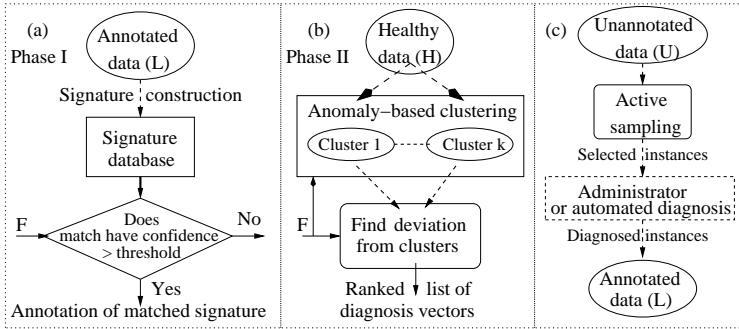 (a)
Phase I
Annotated
data (L)
Signature construction
Signature
database
F
Does
match have confidence
> threshold
No
Yes
Annotation of matched signature
(b)
Phase II
Healthy
data (H)
Anomaly−based clustering
Cluster 1
Cluster k
F
Find deviation
from clusters
Ranked list of
diagnosis vectors
(c)
Unannotated
data (U)
Active
sampling
Selected instances
Administrator
or automated diagnosis
Diagnosed instances
Annotated
data (L)